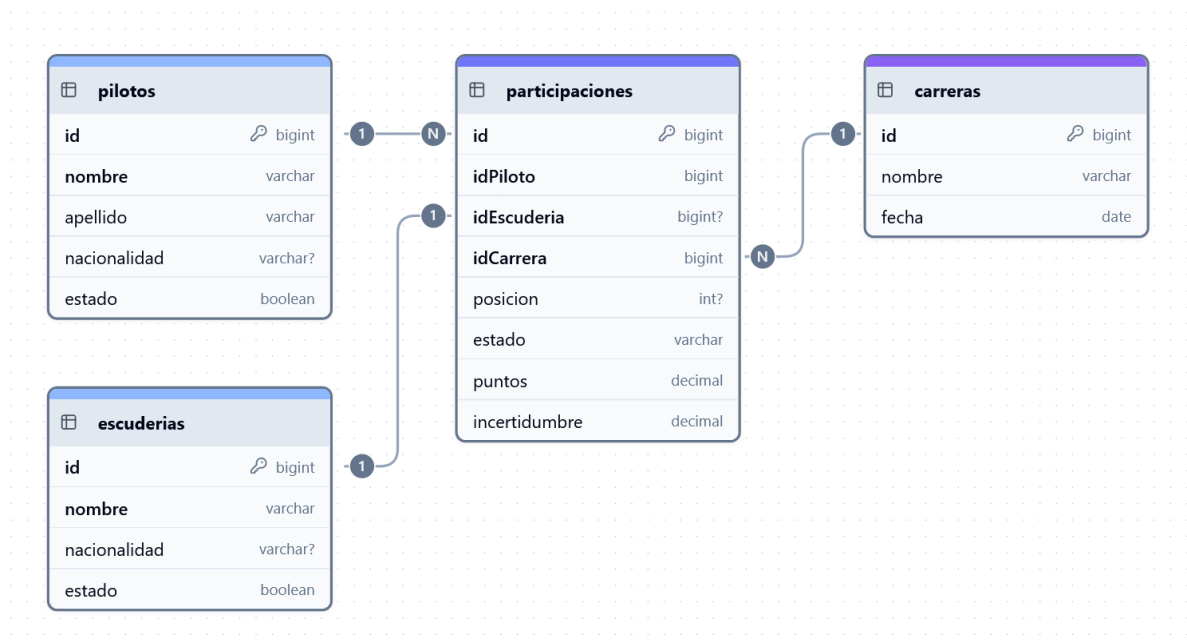 pilotos
id bigint
nombre varchar
apellido varchar
nacionalidad varchar?
estado boolean
1
N
participaciones
id bigint
idPiloto bigint
idEscuderia bigint?
idCarrera bigint
posicion int?
estado varchar
puntos decimal
incertidumbre decimal
1
N
1
carreras
id bigint
nombre varchar
fecha date
escuderias
id bigint
nombre varchar
nacionalidad varchar?
estado boolean
1